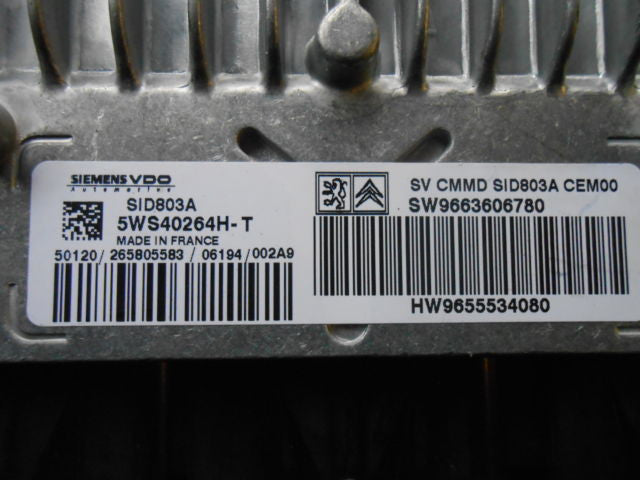 SIEMENS VDO
Automotive
SID803A
5WS40264H-T
MADE IN FRANCE
50120/265805583/06194/002A9
SV CMMD SID803A CEM00
SW9663606780
HW9655534080